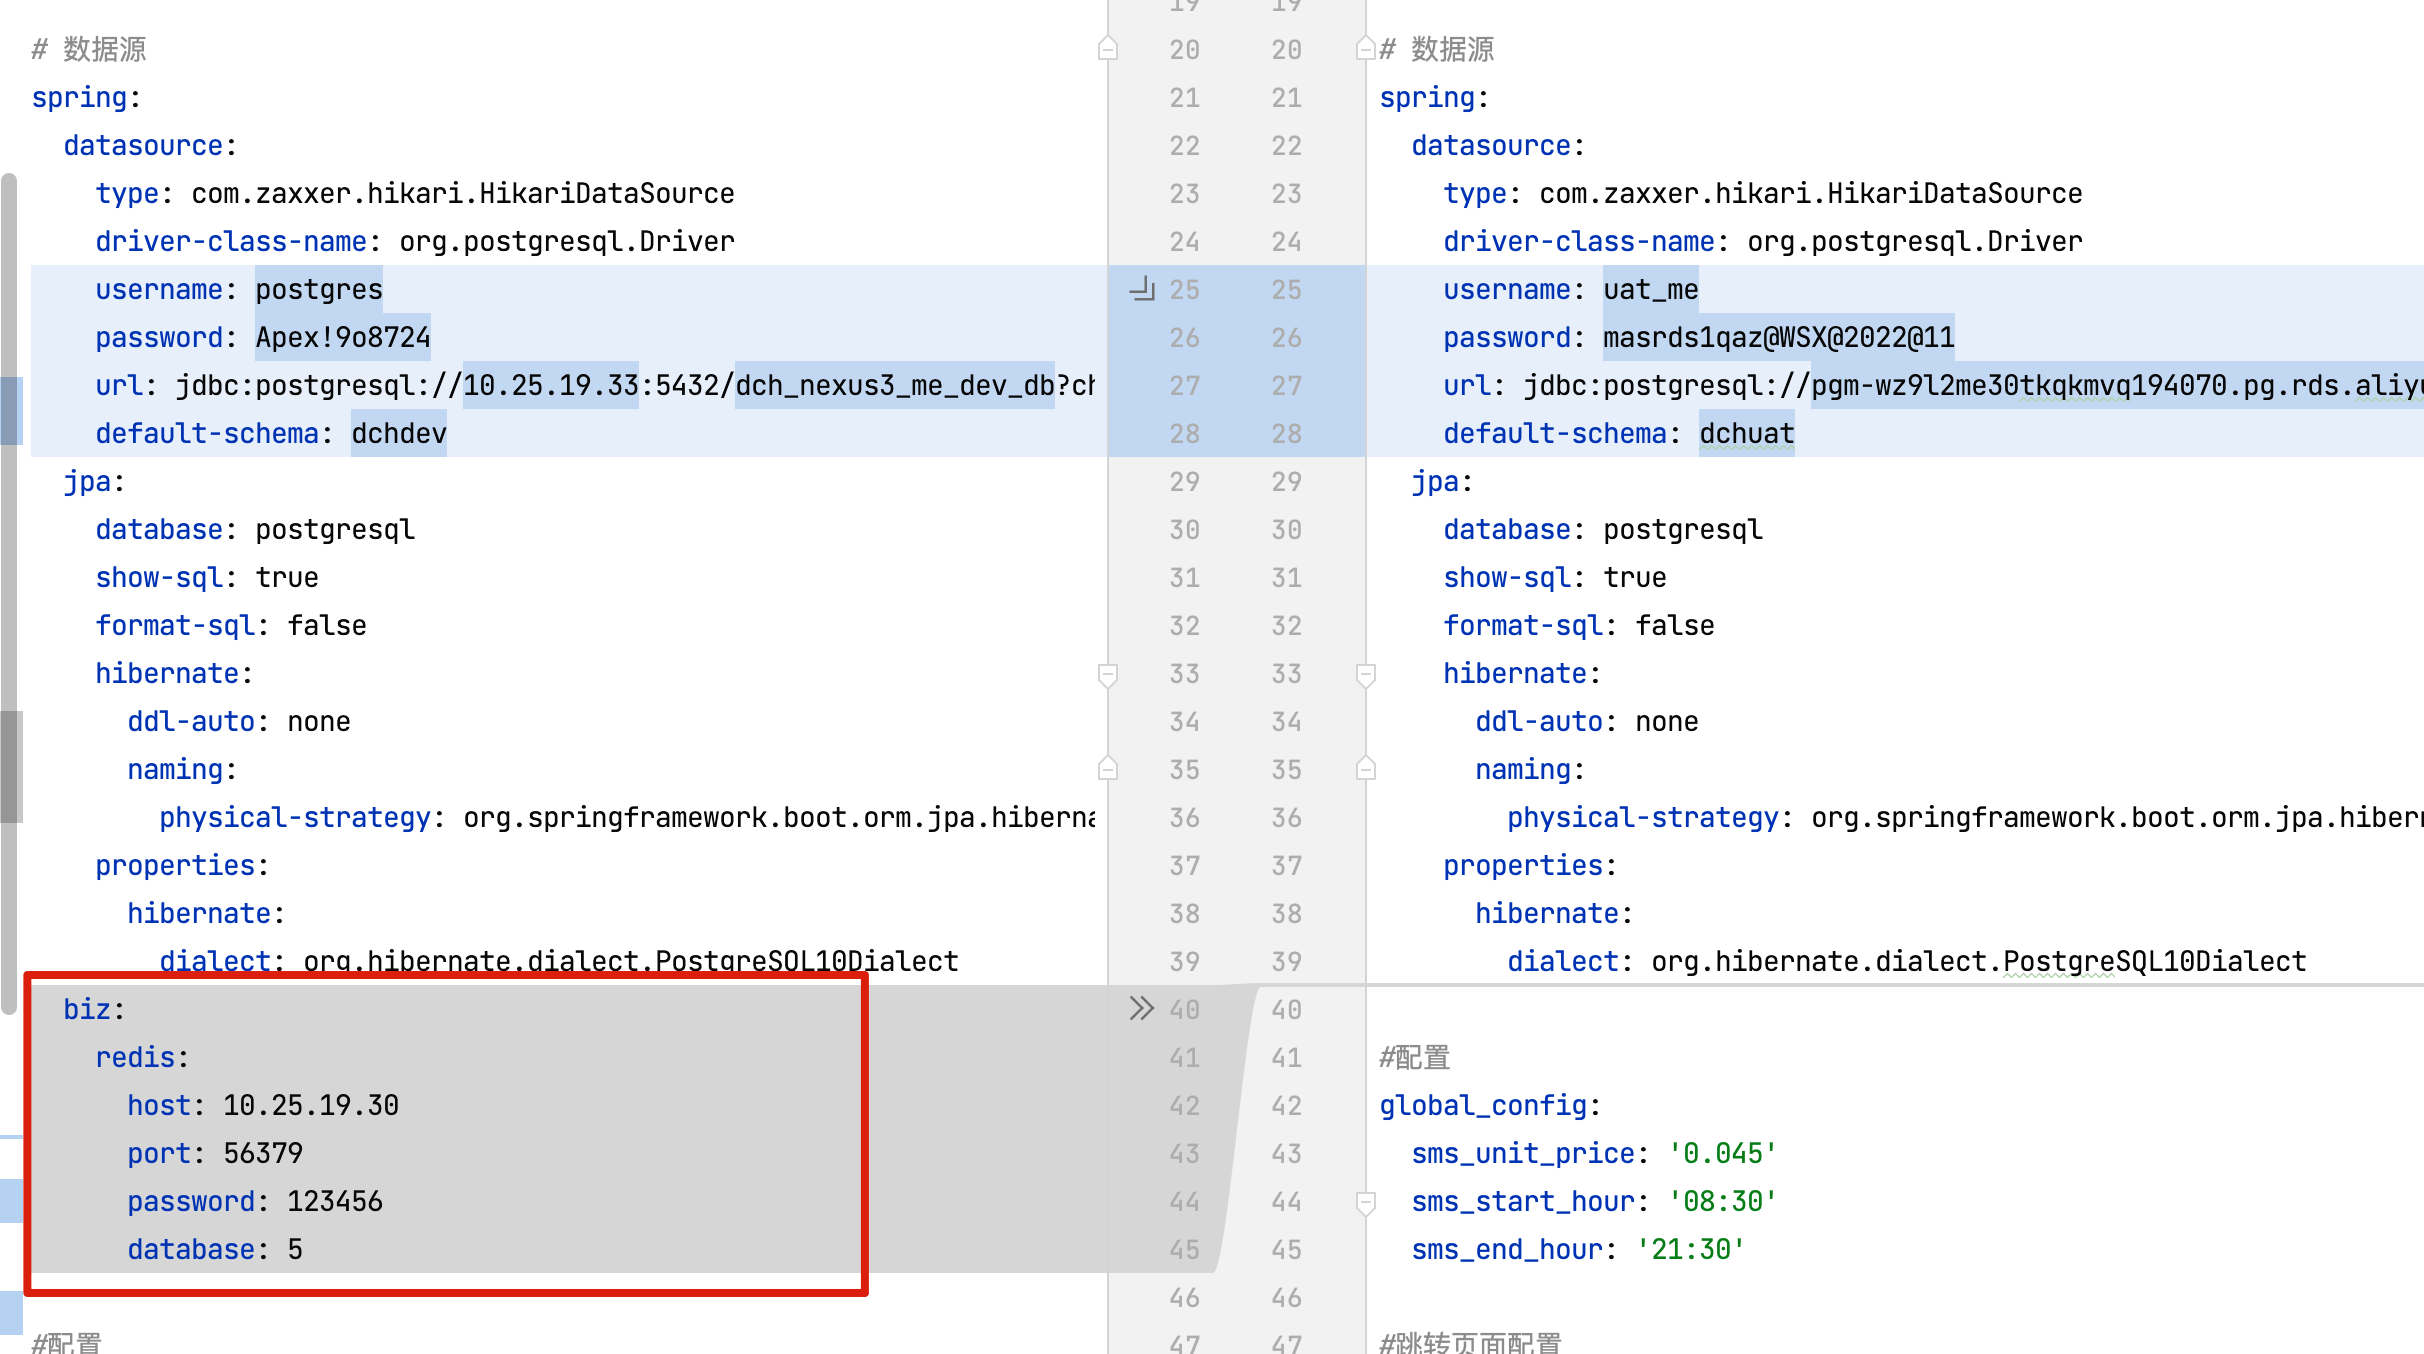 19 19
# 数据源 20 20 # 数据源
spring: 21 21 spring:
datasource: 22 22 datasource:
type: com.zaxxer.hikari.HikariDataSource 23 23 type: com.zaxxer.hikari.HikariDataSource
driver-class-name: org.postgresql.Driver 24 24 driver-class-name: org.postgresql.Driver
username: postgres 25 25 username: uat_me
password: Apex!9o8724 26 26 password: masrds1qaz@WSX@2022@11
url: jdbc:postgresql://10.25.19.33:5432/dch_nexus3_me_dev_db?ch 27 27 url: jdbc:postgresql://pgm-wz9l2me30tkqkmvq194070.pg.rds.aliyu
default-schema: dchdev 28 28 default-schema: dchuat
jpa: 29 29 jpa:
database: postgresql 30 30 database: postgresql
show-sql: true 31 31 show-sql: true
format-sql: false 32 32 format-sql: false
hibernate: 33 33 hibernate:
ddl-auto: none 34 34 ddl-auto: none
naming: 35 35 naming:
physical-strategy: org.springframework.boot.orm.jpa.hiberna 36 36 physical-strategy: org.springframework.boot.orm.jpa.hibern
properties: 37 37 properties:
hibernate: 38 38 hibernate:
dialect: org.hibernate.dialect.PostgreSQL10Dialect 39 39 dialect: org.hibernate.dialect.PostgreSQL10Dialect
biz: 40 40
redis: 41 41 #配置
host: 10.25.19.30 42 42 global_config:
port: 56379 43 43 sms_unit_price: '0.045'
password: 123456 44 44 sms_start_hour: '08:30'
database: 5 45 45 sms_end_hour: '21:30'
46 46
#配置 47 47 #跳转页面配置